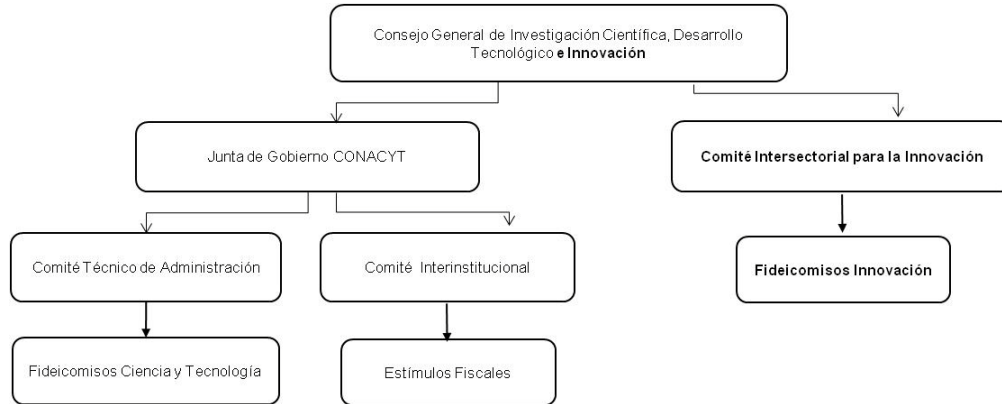 Consejo General de Investigación Científica, Desarrollo
Tecnológico e Innovación
Junta de Gobierno CONACYT
Comité Intersectorial para la Innovación
Comité Técnico de Administración
Comité Interinstitucional
Fideicomisos Innovación
Fideicomisos Ciencia y Tecnología
Estímulos Fiscales